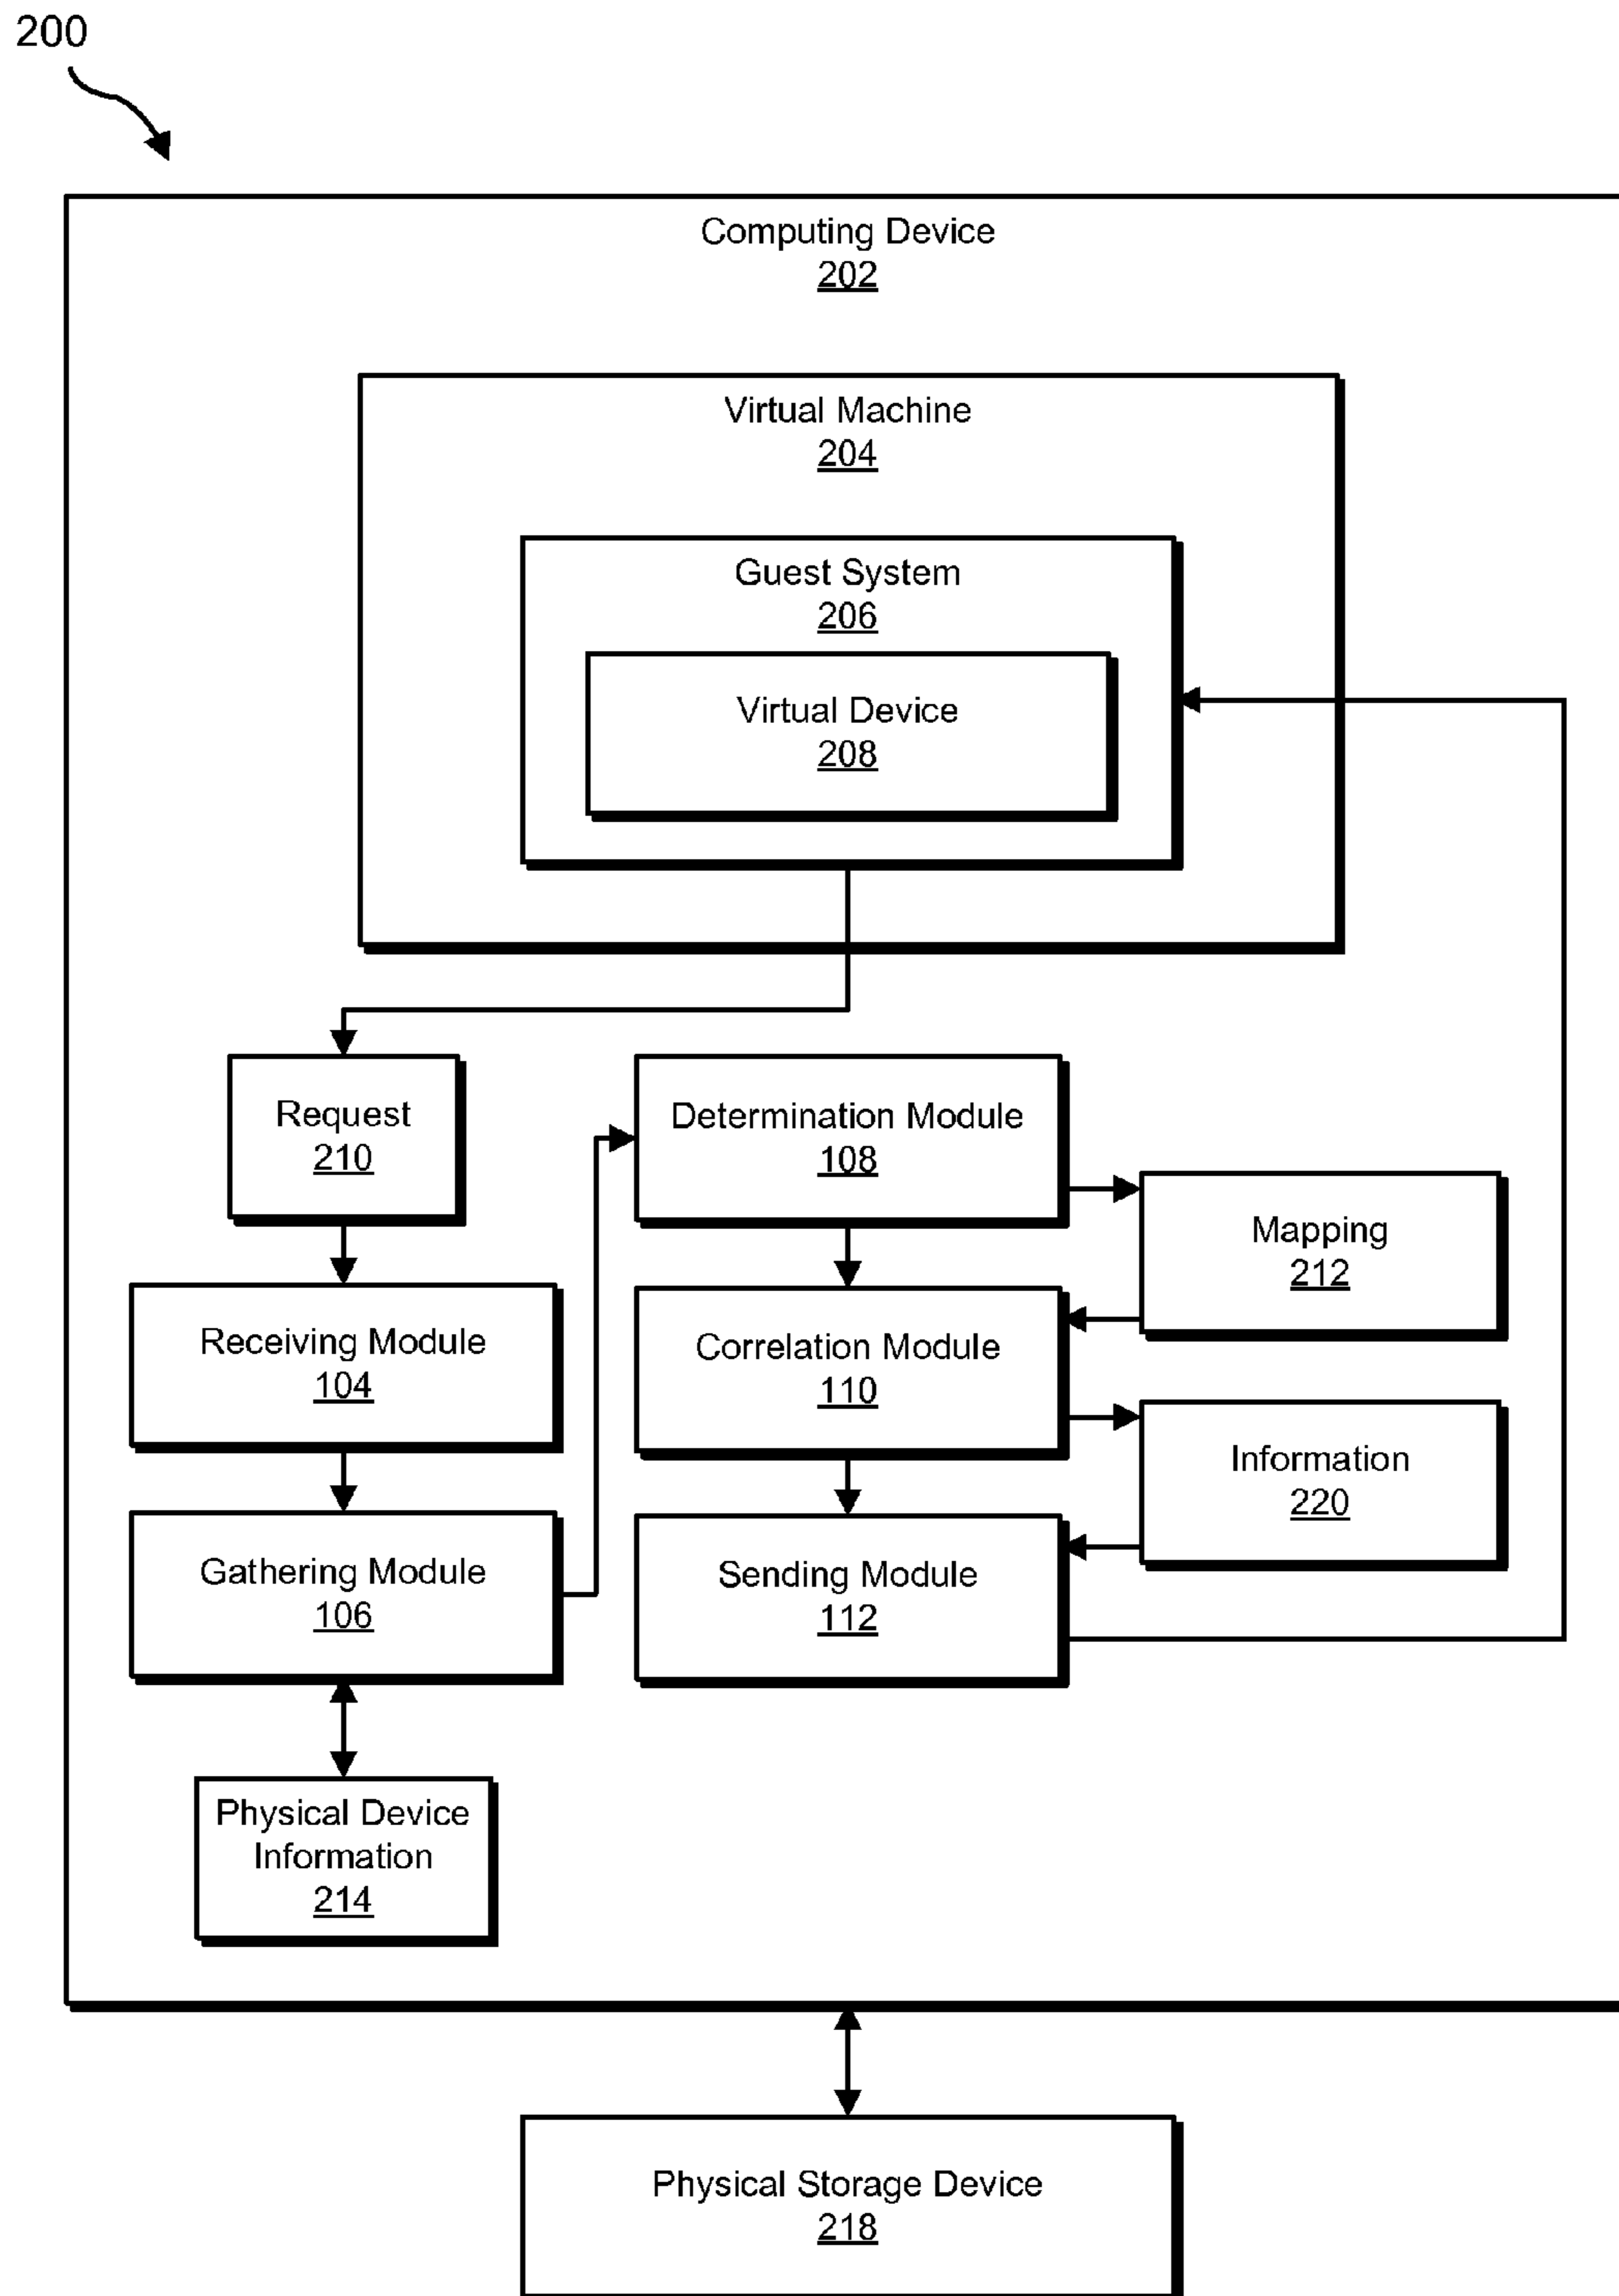 200
Computing Device
202
Virtual Machine
204
Guest System
206
Virtual Device
208
Request
210
Receiving Module
104
Gathering Module
106
Physical Device
Information
214
Determination Module
108
Correlation Module
110
Sending Module
112
Mapping
212
Information
220
Physical Storage Device
218